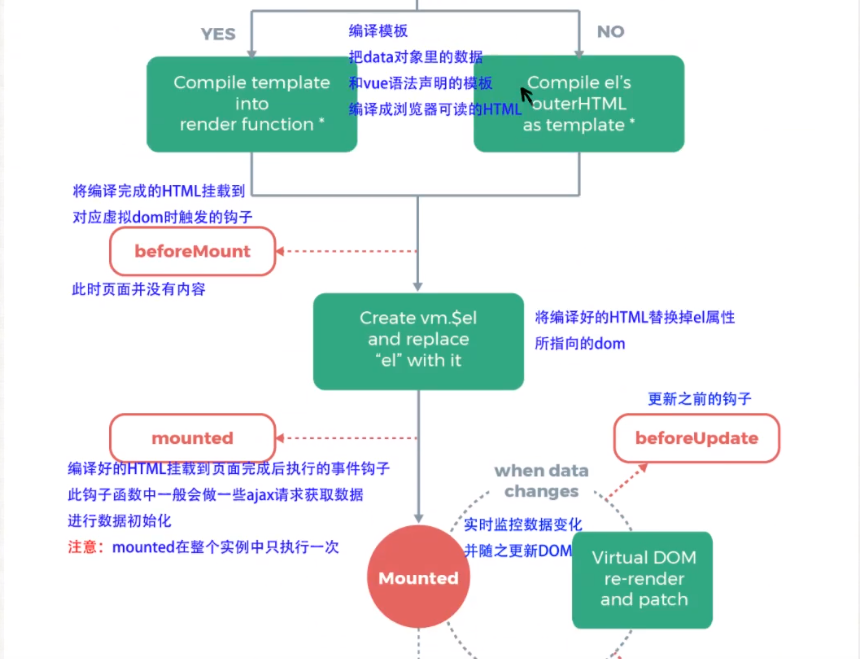 YES
NO
编译模板
把data对象里的数据
和vue语法声明的模板
编译成浏览器可读的HTML
Compile template
into
render function *
Compile el's
outerHTML
as template *
将编译完成的HTML挂载到
对应虚拟dom时触发的钩子
beforeMount
此时页面并没有内容
Create vm.$el
and replace
“el” with it
将编译好的HTML替换掉el属性
所指向的dom
更新之前的钩子
beforeUpdate
mounted
编译好的HTML挂载到页面完成后执行的事件钩子
此钩子函数中一般会做一些ajax请求获取数据
进行数据初始化
注意：mounted在整个实例中只执行一次
when data
changes
实时监控数据变化
并随之更新DOM
Mounted
Virtual DOM
re-render
and patch